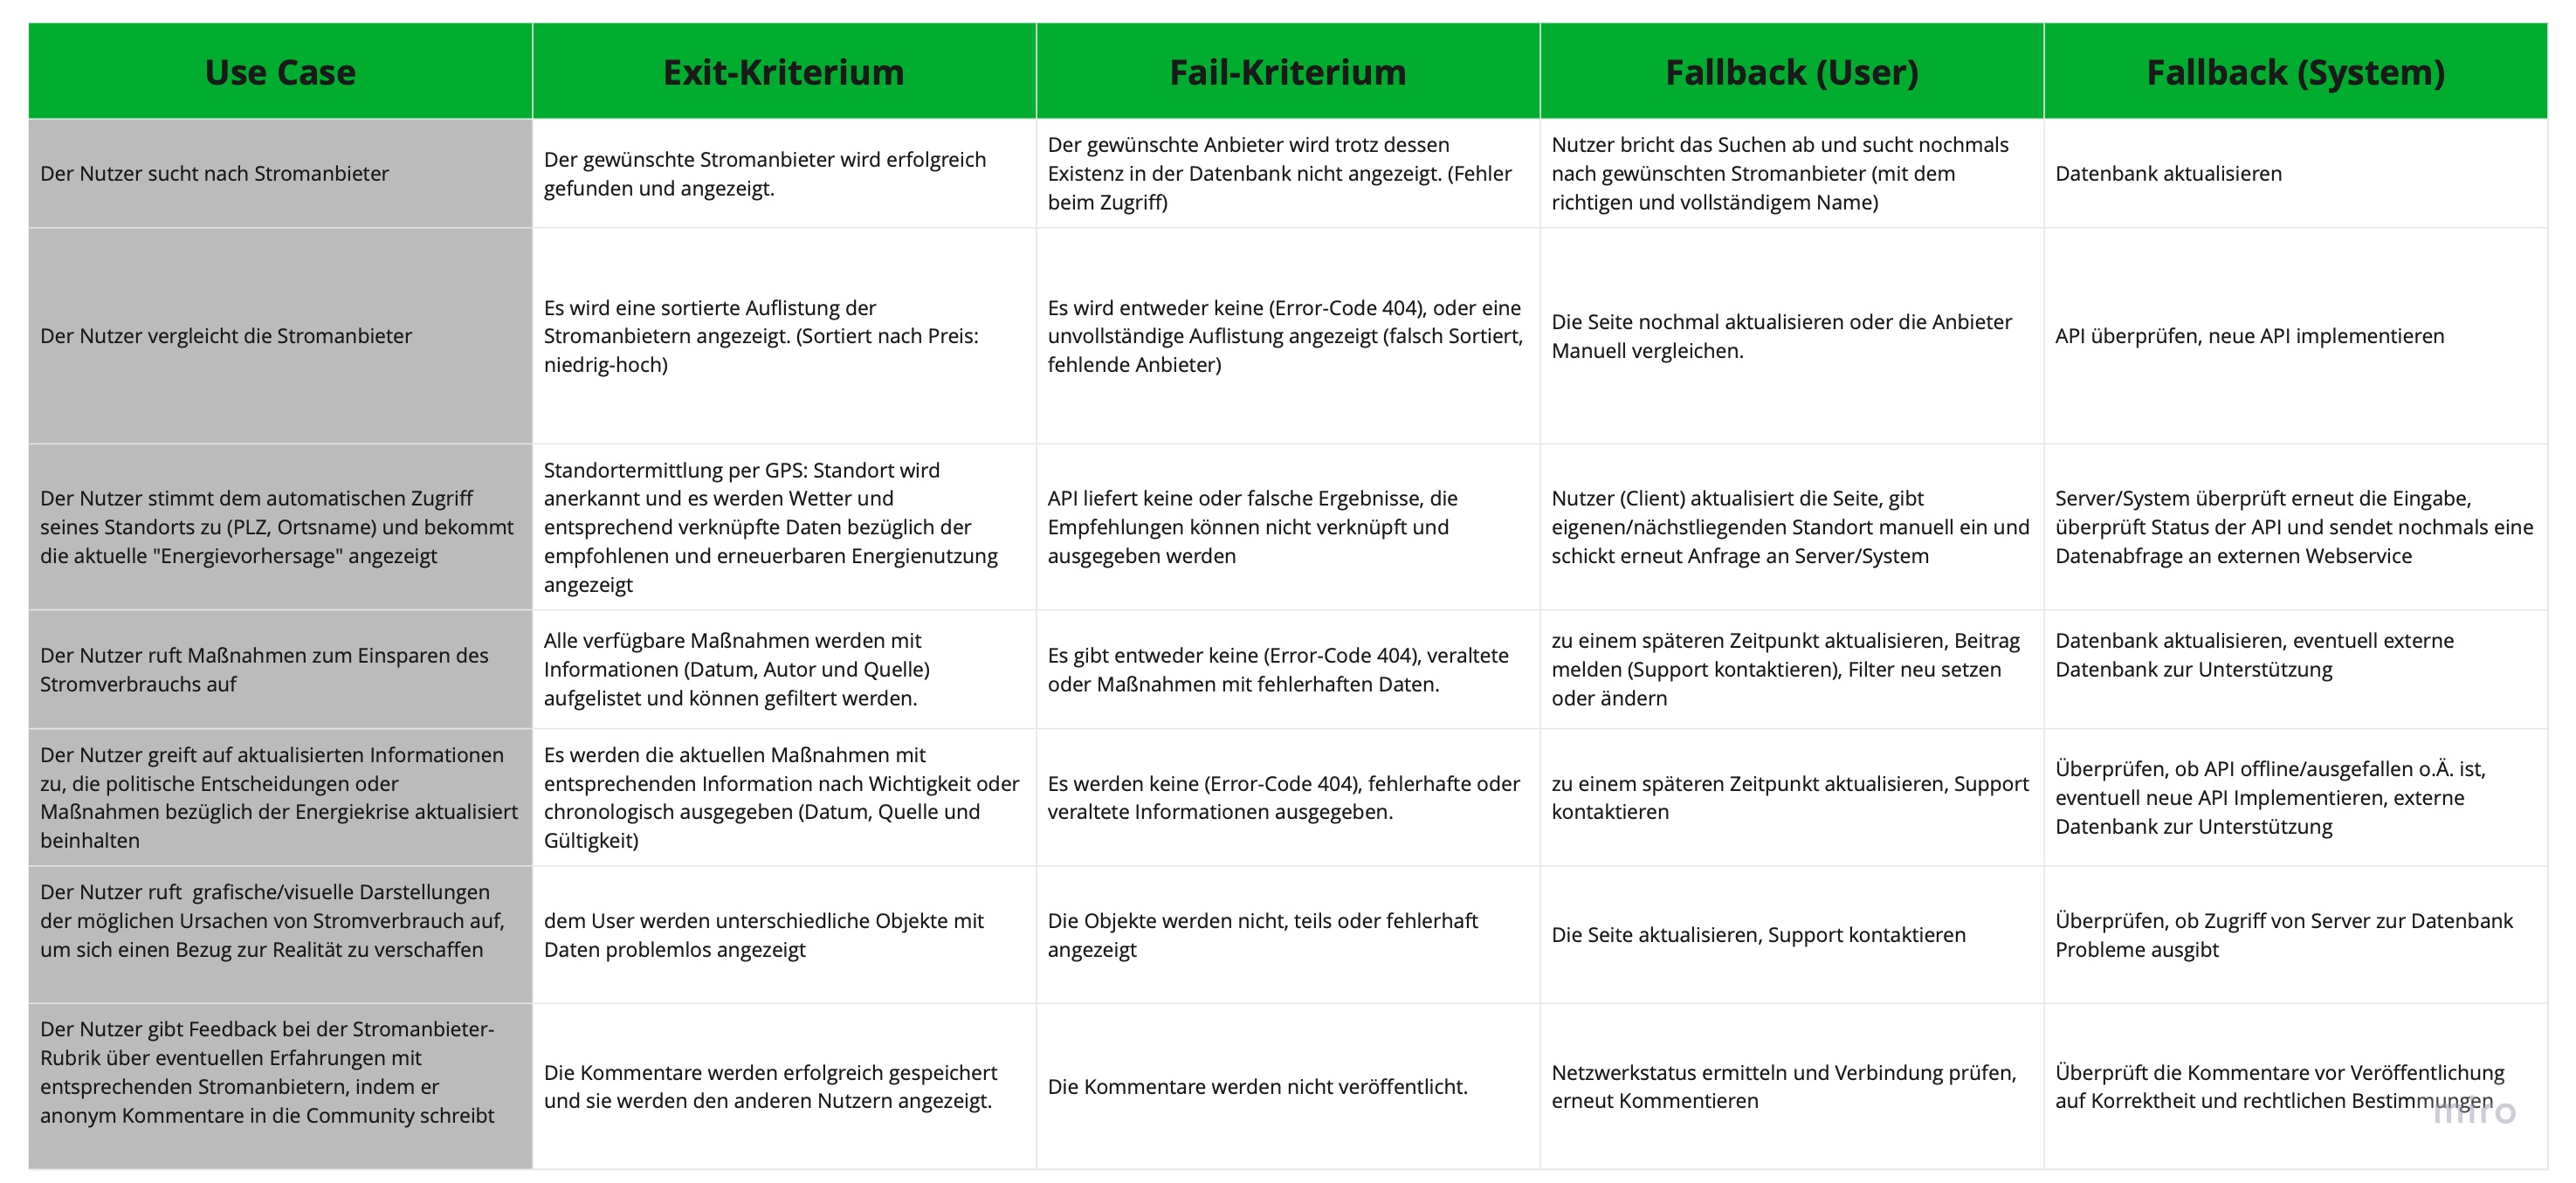 Use Case
Exit-Kriterium
Fail-Kriterium
Fallback (User)
Fallback (System)
Der Nutzer sucht nach Stromanbieter
Der gewünschte Stromanbieter wird erfolgreich
gefunden und angezeigt.
Der gewünschte Anbieter wird trotz dessen
Existenz in der Datenbank nicht angezeigt. (Fehler
beim Zugriff)
Nutzer bricht das Suchen ab und sucht nochmals
nach gewünschten Stromanbieter (mit dem
richtigen und vollständigem Name)
Datenbank aktualisieren
Der Nutzer vergleicht die Stromanbieter
Es wird eine sortierte Auflistung der
Stromanbietern angezeigt. (Sortiert nach Preis:
niedrig-hoch)
Es wird entweder keine (Error-Code 404), oder eine
unvollständige Auflistung angezeigt (falsch Sortiert,
fehlende Anbieter)
Die Seite nochmal aktualisieren oder die Anbieter
Manuell vergleichen.
API überprüfen, neue API implementieren
Der Nutzer stimmt dem automatischen Zugriff
seines Standorts zu (PLZ, Ortsname) und bekommt
die aktuelle "Energievorhersage" angezeigt
Standortermittlung per GPS: Standort wird
anerkannt und es werden Wetter und
entsprechend verknüpfte Daten bezüglich der
empfohlenen und erneuerbaren Energienutzung
angezeigt
API liefert keine oder falsche Ergebnisse, die
Empfehlungen können nicht verknüpft und
ausgegeben werden
Nutzer (Client) aktualisiert die Seite, gibt
eigenen/nächstliegenden Standort manuell ein und
schickt erneut Anfrage an Server/System
Server/System überprüft erneut die Eingabe,
überprüft Status der API und sendet nochmals eine
Datenabfrage an externen Webservice
Der Nutzer ruft Maßnahmen zum Einsparen des
Stromverbrauchs auf
Alle verfügbare Maßnahmen werden mit
Informationen (Datum, Autor und Quelle)
aufgelistet und können gefiltert werden.
Es gibt entweder keine (Error-Code 404), veraltete
oder Maßnahmen mit fehlerhaften Daten.
zu einem späteren Zeitpunkt aktualisieren, Beitrag
melden (Support kontaktieren), Filter neu setzen
oder ändern
Datenbank aktualisieren, eventuell externe
Datenbank zur Unterstützung
Der Nutzer greift auf aktualisierten Informationen
zu, die politische Entscheidungen oder
Maßnahmen bezüglich der Energiekrise aktualisiert
beinhalten
Es werden die aktuellen Maßnahmen mit
entsprechenden Information nach Wichtigkeit oder
chronologisch ausgegeben (Datum, Quelle und
Gültigkeit)
Es werden keine (Error-Code 404), fehlerhafte oder
veraltete Informationen ausgegeben.
zu einem späteren Zeitpunkt aktualisieren, Support
kontaktieren
Überprüfen, ob API offline/ausgefallen o.Ä. ist,
eventuell neue API Implementieren, externe
Datenbank zur Unterstützung
Der Nutzer ruft  grafische/visuelle Darstellungen
der möglichen Ursachen von Stromverbrauch auf,
um sich einen Bezug zur Realität zu verschaffen
dem User werden unterschiedliche Objekte mit
Daten problemlos angezeigt
Die Objekte werden nicht, teils oder fehlerhaft
angezeigt
Die Seite aktualisieren, Support kontaktieren
Überprüfen, ob Zugriff von Server zur Datenbank
Probleme ausgibt
Der Nutzer gibt Feedback bei der Stromanbieter-
Rubrik über eventuellen Erfahrungen mit
entsprechenden Stromanbietern, indem er
anonym Kommentare in die Community schreibt
Die Kommentare werden erfolgreich gespeichert
und sie werden den anderen Nutzern angezeigt.
Die Kommentare werden nicht veröffentlicht.
Netzwerkstatus ermitteln und Verbindung prüfen,
erneut Kommentieren
Überprüft die Kommentare vor Veröffentlichung
auf Korrektheit und rechtlichen Bestimmungen
miro